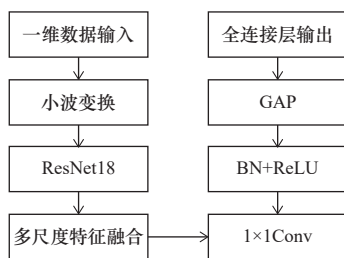 一维数据输入
小波变换
ResNet18
多尺度特征融合
1×1Conv
BN+ReLU
GAP
全连接层输出